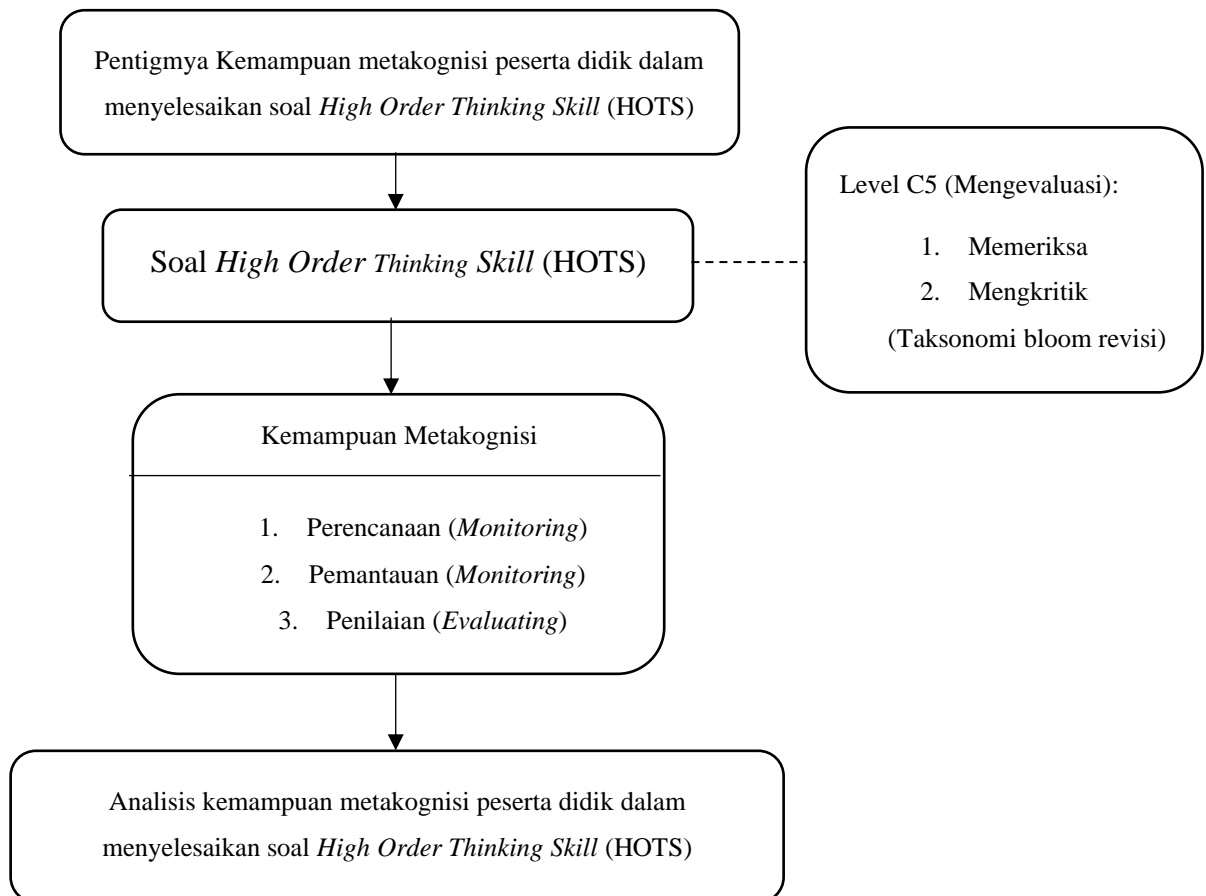 Pentigmya Kemampuan metakognisi peserta didik dalam
menyelesaikan soal High Order Thinking Skill (HOTS)
Soal High Order Thinking Skill (HOTS)
Level C5 (Mengevaluasi):
1. Memeriksa
2. Mengkritik
(Taksonomi bloom revisi)
Kemampuan Metakognisi
1. Perencanaan (Monitoring)
2. Pemantauan (Monitoring)
3. Penilaian (Evaluating)
Analisis kemampuan metakognisi peserta didik dalam
menyelesaikan soal High Order Thinking Skill (HOTS)